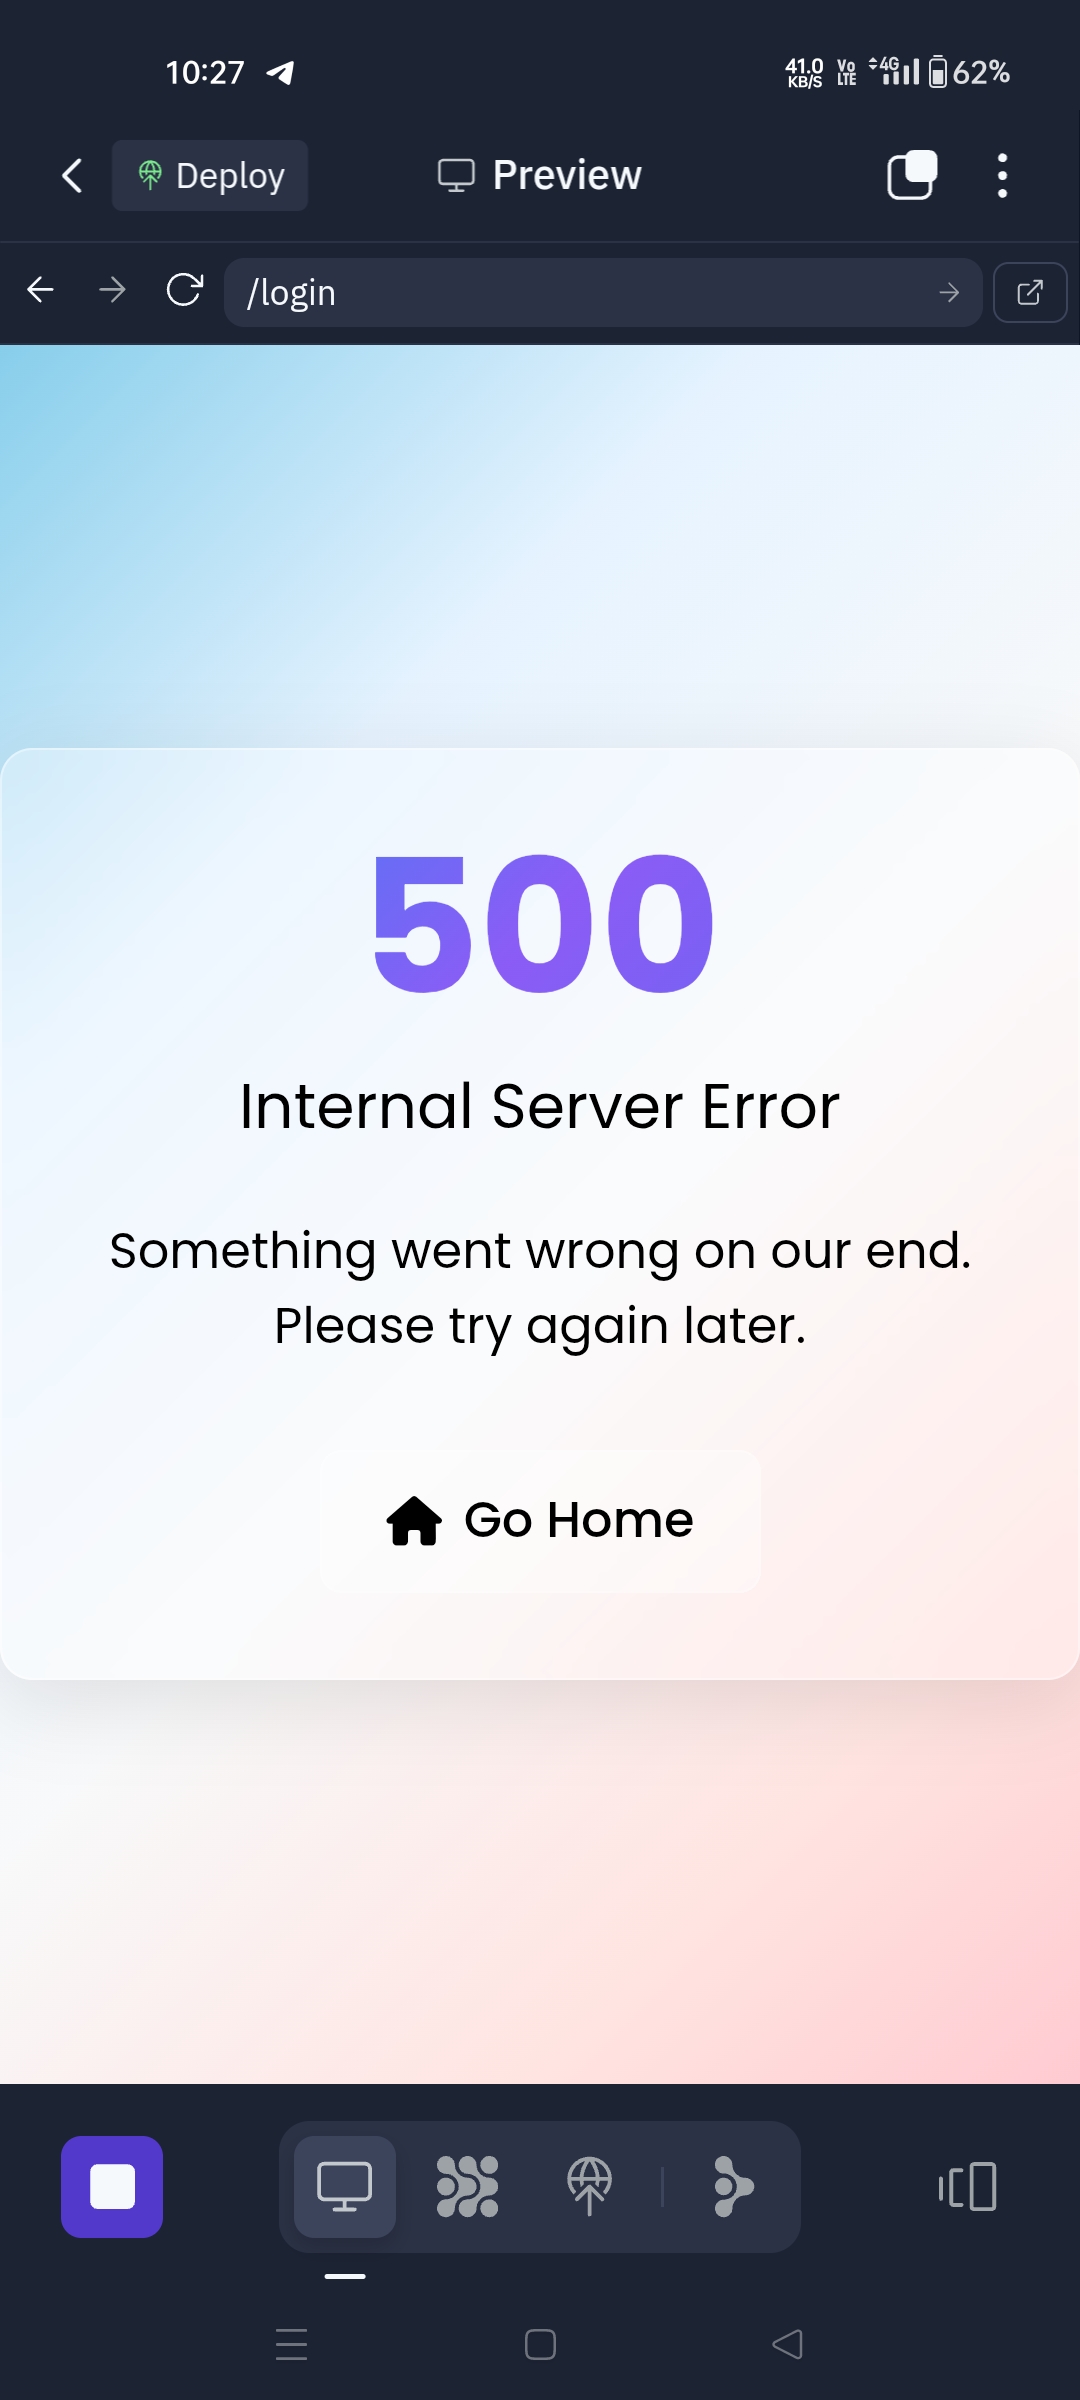 10:27
41.0 KB/S Vo LTE 4G 62%
Deploy
Preview
/login
500
Internal Server Error
Something went wrong on our end.
Please try again later.
Go Home